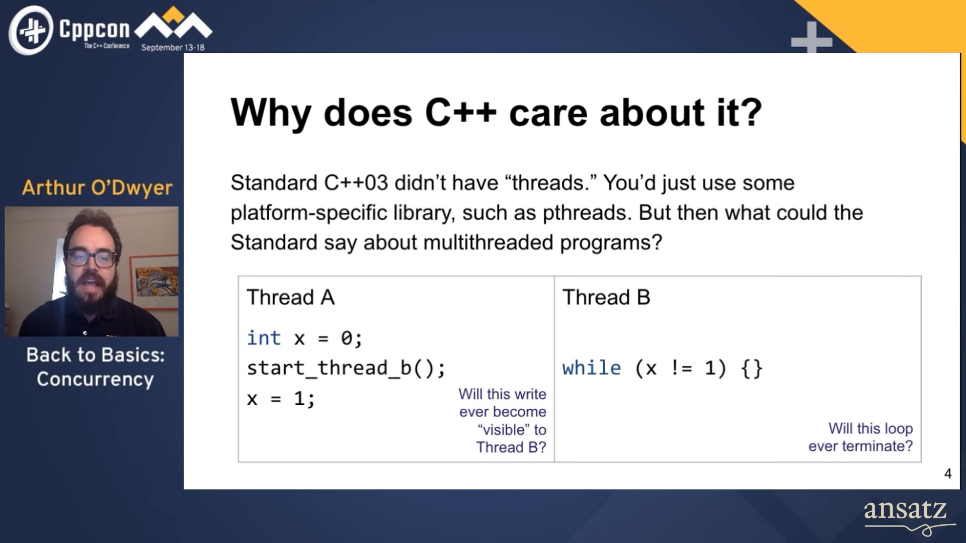 Cppcon
The C++ Conference
September 13-18
Why does C++ care about it?
Arthur O'Dwyer
Standard C++03 didn't have “threads.” You'd just use some
platform-specific library, such as pthreads. But then what could the
Standard say about multithreaded programs?
Thread A
int x = 0;
start_thread_b();
x = 1;
Will this write
ever become
“visible” to
Thread B?
Thread B
while (x != 1) {}
Will this loop
ever terminate?
Back to Basics:
Concurrency
4
ansatz